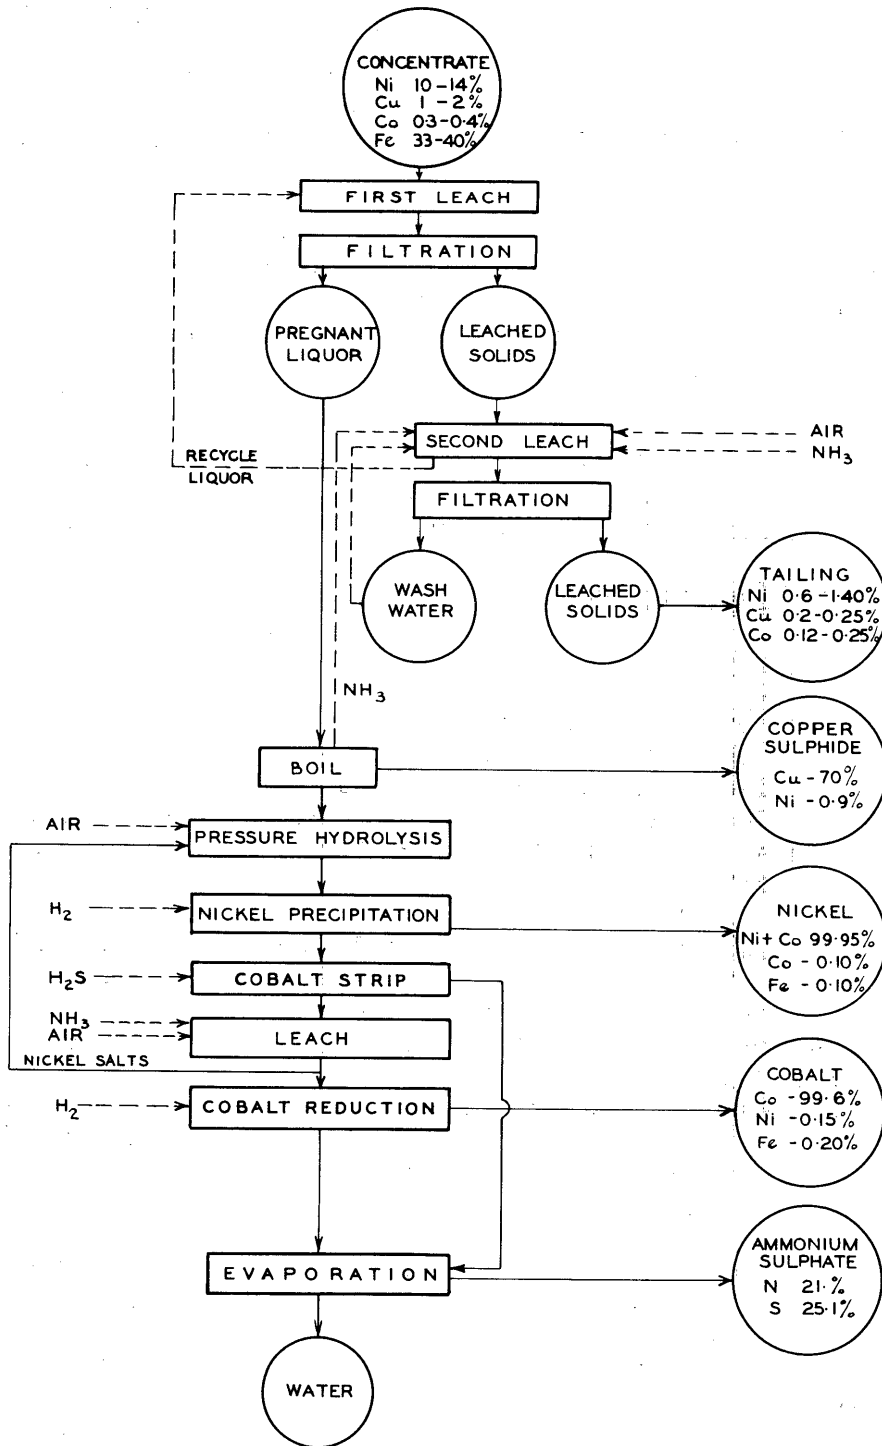 CONCENTRATE
Ni 10-14%
Cu 1-2%
Co 0·3-0·4%
Fe 33-40%
FIRST LEACH
FILTRATION
PREGNANT
LIQUOR
LEACHED
SOLIDS
SECOND LEACH
AIR
NH₃
RECYCLE
LIQUOR
FILTRATION
WASH
WATER
LEACHED
SOLIDS
TAILING
Ni 0·6-1·40%
Cu 0·2-0·25%
Co 0·12-0·25%
NH₃
BOIL
COPPER
SULPHIDE
Cu-70%
Ni-0·9%
AIR
PRESSURE HYDROLYSIS
H₂
NICKEL PRECIPITATION
NICKEL
Ni+Co 99·95%
Co-0·10%
Fe-0·10%
H₂S
COBALT STRIP
NH₃
AIR
LEACH
NICKEL SALTS
H₂
COBALT REDUCTION
COBALT
Co-99·6%
Ni-0·15%
Fe-0·20%
EVAPORATION
AMMONIUM
SULPHATE
N 21·%
S 25·1%
WATER